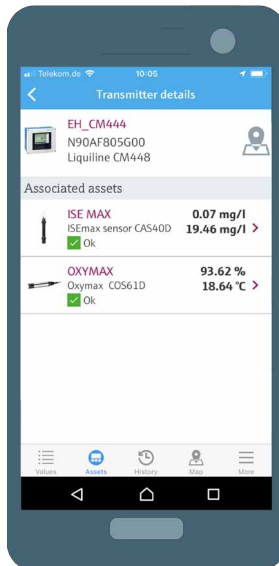 Telekom.de 10:05
Transmitter details
EH_CM444
N90AF805G00
Liquiline CM448
Associated assets
ISE MAX 0.07 mg/l
ISEmax sensor CAS40D 19.46 mg/l
Ok
OXYMAX 93.62 %
Oxymax COS61D 18.64 °C
Ok
Values Assets History Map More